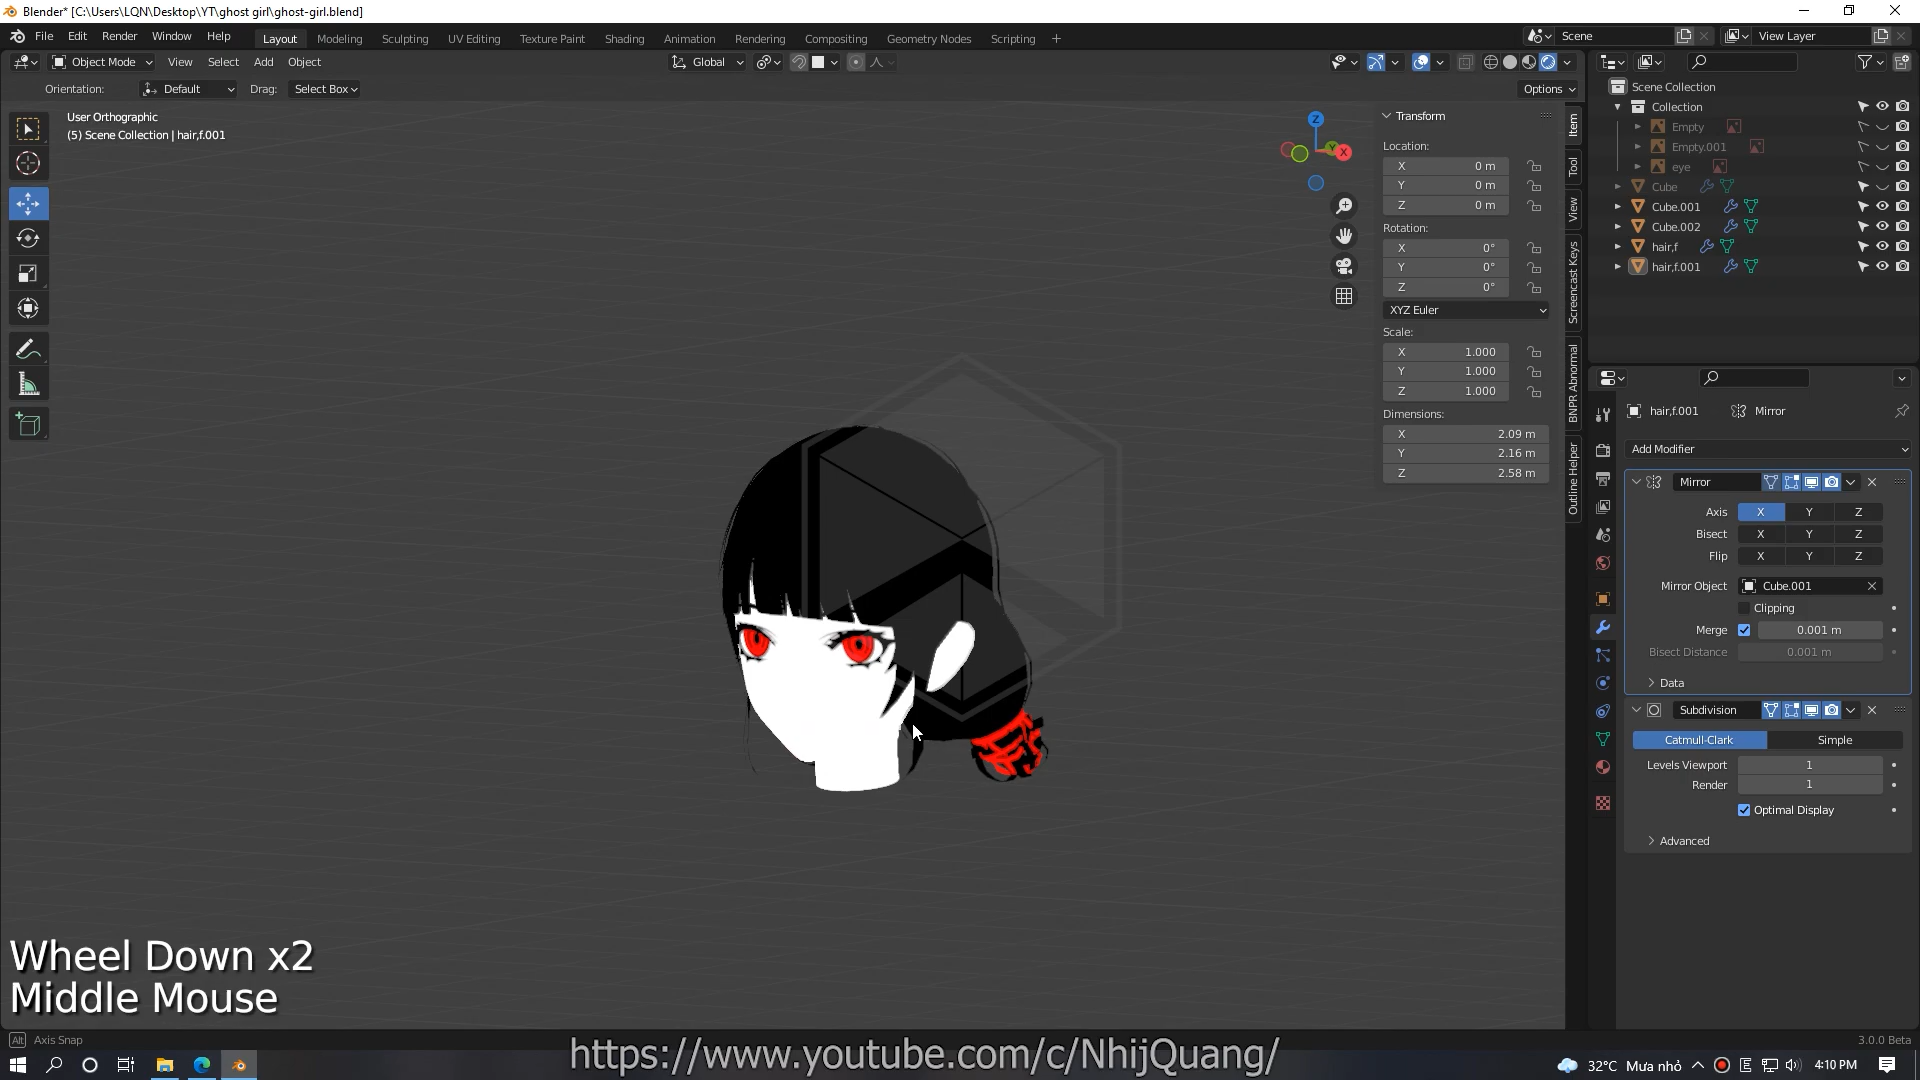 Blender* [C:\Users\LQN\Desktop\YT\ghost girl\ghost-girl.blend]
File Edit Render Window Help Layout Modeling Sculpting UV Editing Texture Paint Shading Animation Rendering Compositing Geometry Nodes Scripting + Scene View Layer
Object Mode View Select Add Object Global
Orientation: Default Drag: Select Box Options
User Orthographic
(5) Scene Collection | hair,f.001
Z
Y
X
Transform
Location:
X 0 m
Y 0 m
Z 0 m
Rotation:
X 0°
Y 0°
Z 0°
XYZ Euler
Scale:
X 1.000
Y 1.000
Z 1.000
Dimensions:
X 2.09 m
Y 2.16 m
Z 2.58 m
Item
Tool
View
Screencast Keys
BNPR Abnormal
Outline Helper
Scene Collection
Collection
Empty
Empty.001
eye
Cube
Cube.001
Cube.002
hair,f
hair,f.001
hair,f.001 Mirror
Add Modifier
Mirror
Axis X Y Z
Bisect X Y Z
Flip X Y Z
Mirror Object Cube.001
Clipping
Merge 0.001 m
Bisect Distance 0.001 m
Data
Subdivision
Catmull-Clark Simple
Levels Viewport 1
Render 1
Optimal Display
Advanced
Wheel Down x2
Middle Mouse
Alt Axis Snap
3.0.0 Beta
https://www.youtube.com/c/NhijQuang/
32°C Mưa nhỏ E 4:10 PM